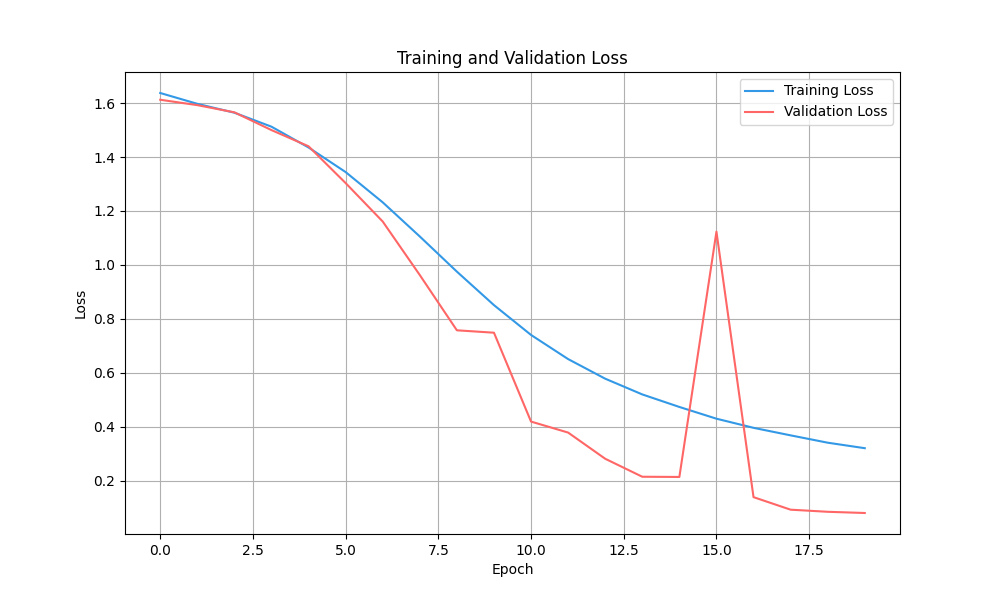 Training and Validation Loss
Training Loss
Validation Loss
Loss
1.6
1.4
1.2
1.0
0.8
0.6
0.4
0.2
0.0 2.5 5.0 7.5 10.0 12.5 15.0 17.5
Epoch